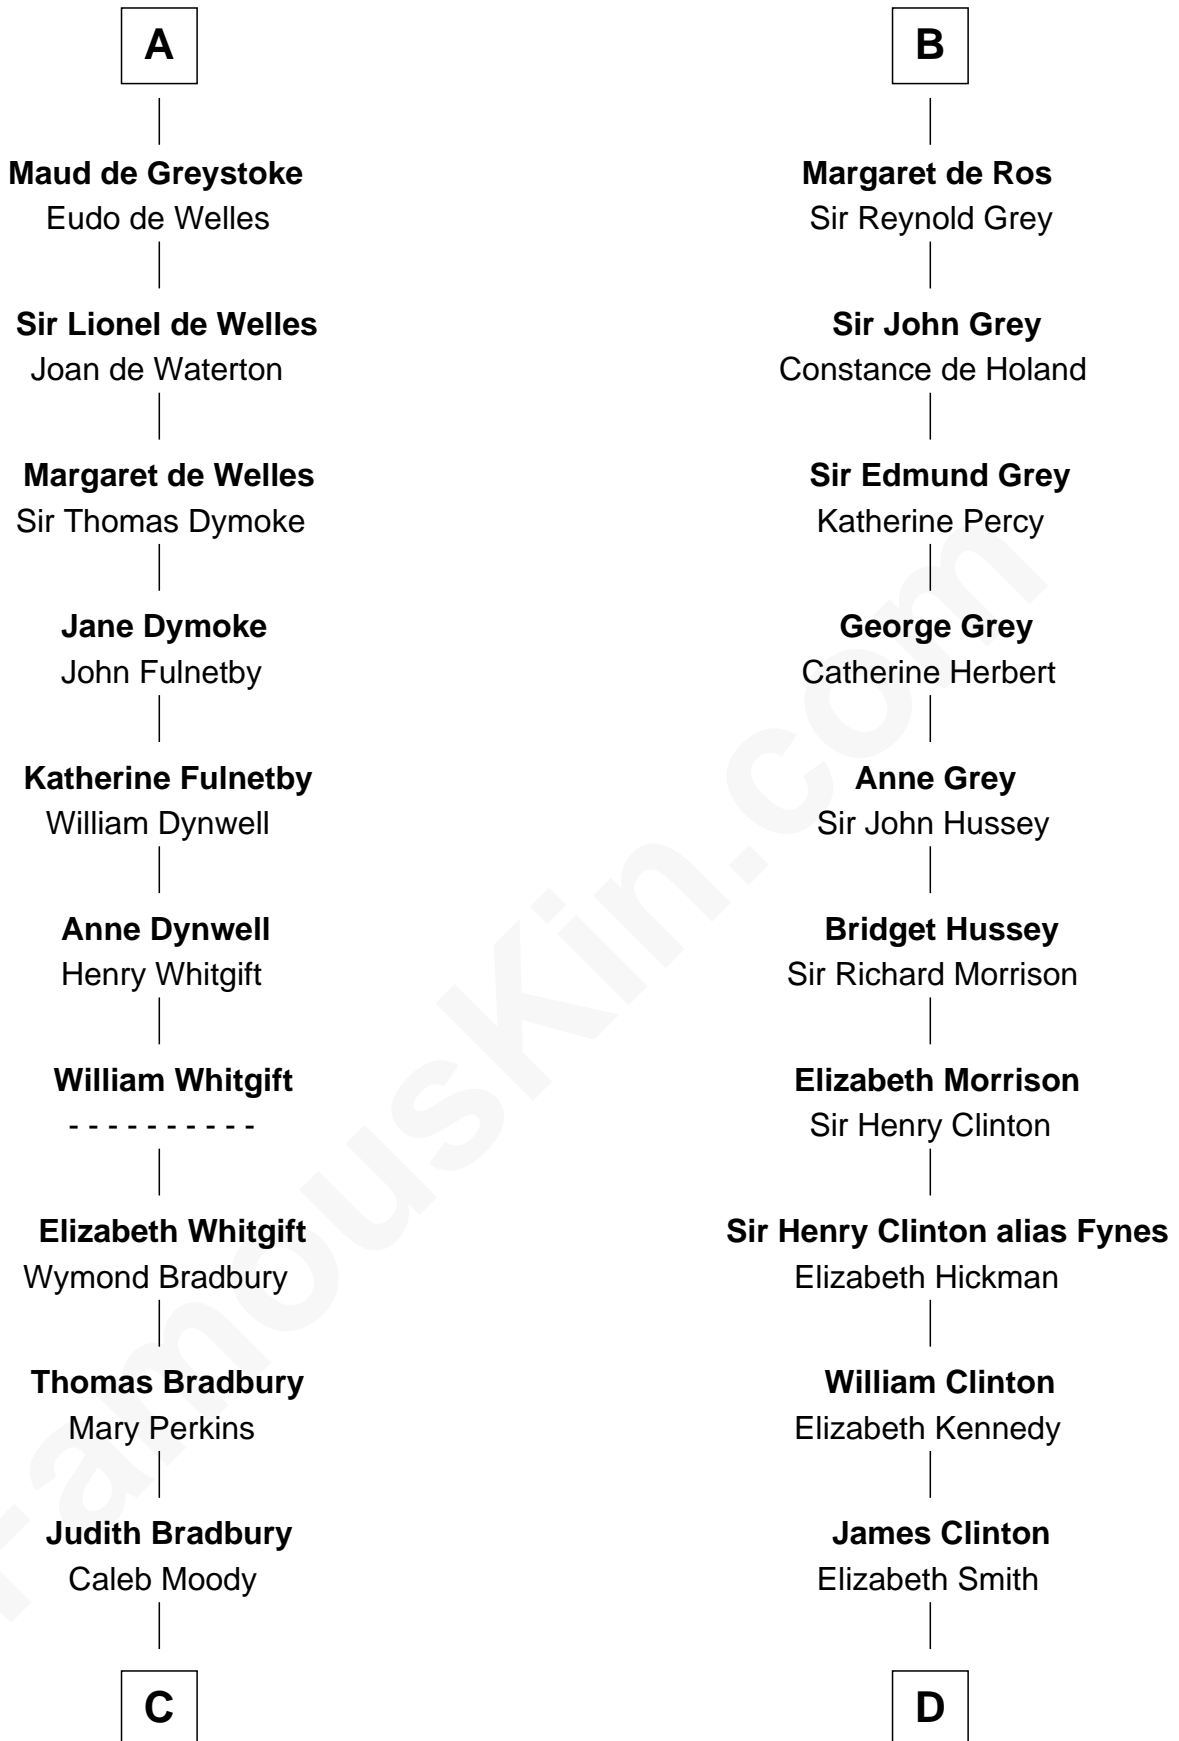 A
Maud de Greystoke
Eudo de Welles
Sir Lionel de Welles
Joan de Waterton
Margaret de Welles
Sir Thomas Dymoke
Jane Dymoke
John Fulnetby
Katherine Fulnetby
William Dynwell
Anne Dynwell
Henry Whitgift
William Whitgift
- - - - - - - - - -
Elizabeth Whitgift
Wymond Bradbury
Thomas Bradbury
Mary Perkins
Judith Bradbury
Caleb Moody
C
B
Margaret de Ros
Sir Reynold Grey
Sir John Grey
Constance de Holand
Sir Edmund Grey
Katherine Percy
George Grey
Catherine Herbert
Anne Grey
Sir John Hussey
Bridget Hussey
Sir Richard Morrison
Elizabeth Morrison
Sir Henry Clinton
Sir Henry Clinton alias Fynes
Elizabeth Hickman
William Clinton
Elizabeth Kennedy
James Clinton
Elizabeth Smith
D
FamousKin.com